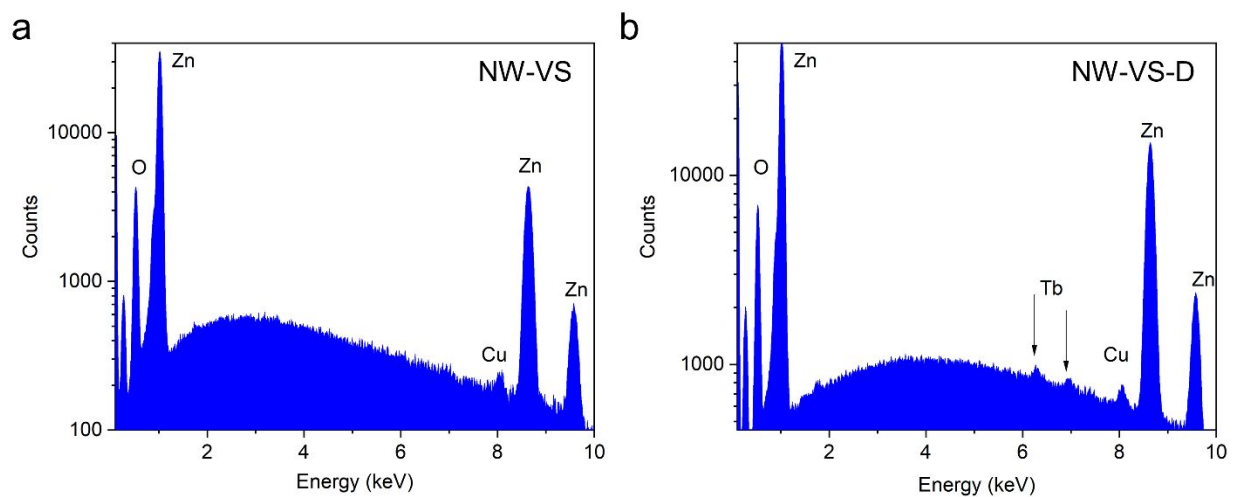 a
NW-VS
Zn
O
Zn
Zn
Cu
10000
1000
100
Counts
2
4
6
8
10
Energy (keV)
b
NW-VS-D
Zn
O
Zn
Zn
Tb
Cu
10000
1000
Counts
2
4
6
8
10
Energy (keV)